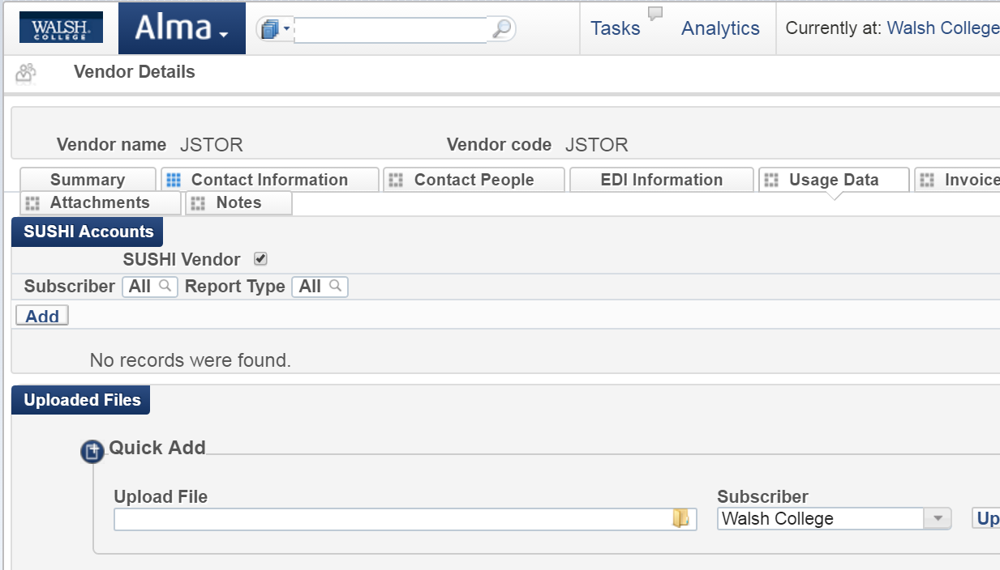 WALSH COLLEGE Alma Tasks Analytics Currently at: Walsh College
Vendor Details
Vendor name JSTOR Vendor code JSTOR
Summary Contact Information Contact People EDI Information Usage Data Invoice
Attachments Notes
SUSHI Accounts
SUSHI Vendor
Subscriber All Report Type All
Add
No records were found.
Uploaded Files
Quick Add
Upload File Subscriber
Walsh College Up